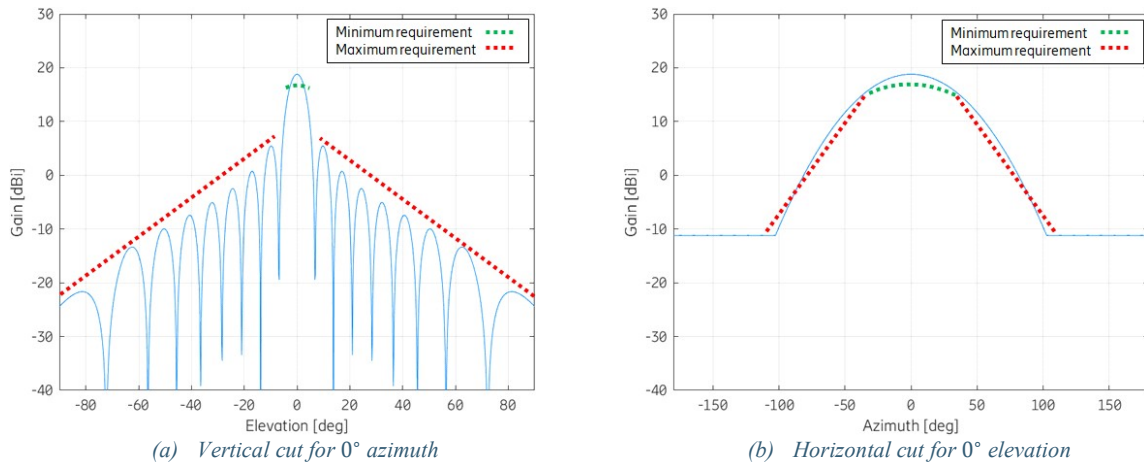 30
20
10
0
-10
-20
-30
-40
Gain [dBi]
Minimum requirement
Maximum requirement
-80 -60 -40 -20 0 20 40 60 80
Elevation [deg]
(a) Vertical cut for 0° azimuth
30
20
10
0
-10
-20
-30
-40
Gain [dBi]
Minimum requirement
Maximum requirement
-150 -100 -50 0 50 100 150
Azimuth [deg]
(b) Horizontal cut for 0° elevation